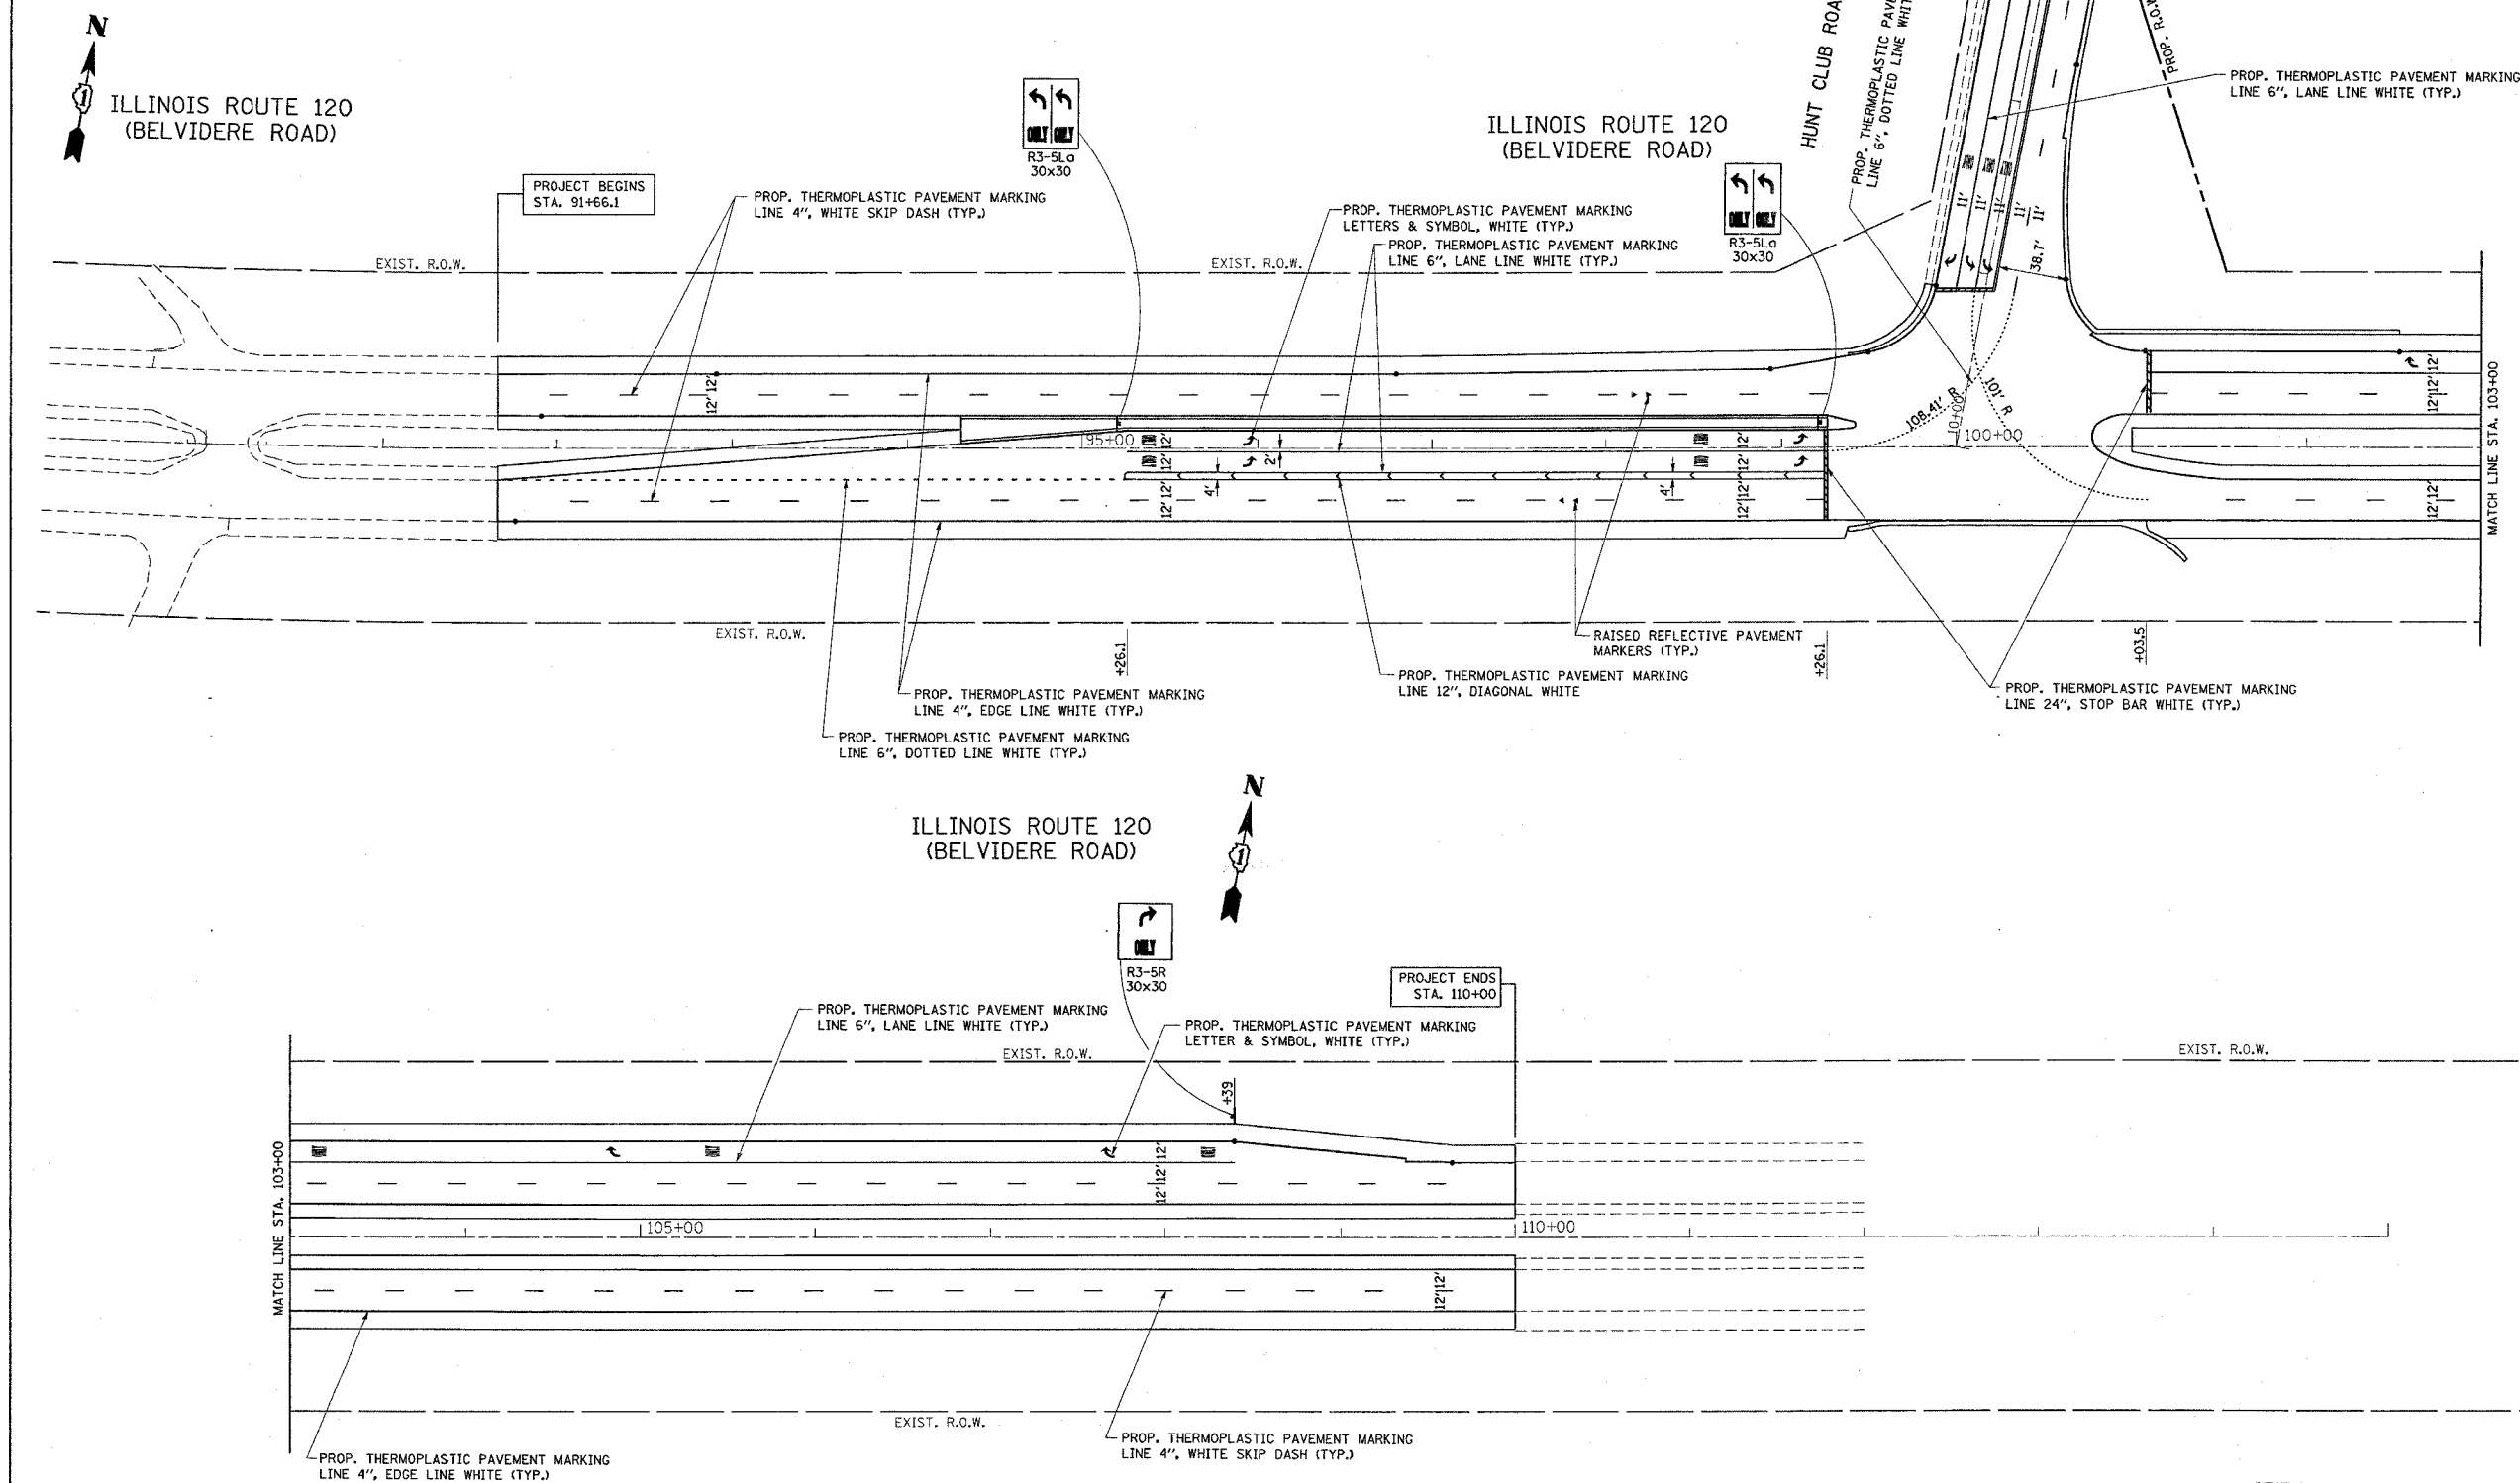 N
ILLINOIS ROUTE 120
(BELVIDERE ROAD)
PROJECT BEGINS
STA. 91+66.1
PROP. THERMOPLASTIC PAVEMENT MARKING
LINE 4", WHITE SKIP DASH (TYP.)
ONLY ONLY
R3-5La
30x30
PROP. THERMOPLASTIC PAVEMENT MARKING
LETTERS & SYMBOL, WHITE (TYP.)
PROP. THERMOPLASTIC PAVEMENT MARKING
LINE 6", LANE LINE WHITE (TYP.)
ILLINOIS ROUTE 120
(BELVIDERE ROAD)
ONLY ONLY
R3-5La
30x30
HUNT CLUB
PROP. THERMOPLASTIC
LINE 6", DOTTED LINE
PROP. R.O.W.
PROP. THERMOPLASTIC PAVEMENT MARKING
LINE 6", LANE LINE WHITE (TYP.)
11'
11'
11'
11'
11'
38.7'
EXIST. R.O.W.
EXIST. R.O.W.
12' 12'
95+00
12'
12'
2'
4'
12' 12'
12'
12'
4'
12' 12'
108.41' R
101' R
10+00
100+00
12' 12' 12'
12' 12'
MATCH LINE STA. 103+00
EXIST. R.O.W.
+26.1
+26.1
+03.5
RAISED REFLECTIVE PAVEMENT
MARKERS (TYP.)
PROP. THERMOPLASTIC PAVEMENT MARKING
LINE 12", DIAGONAL WHITE
PROP. THERMOPLASTIC PAVEMENT MARKING
LINE 24", STOP BAR WHITE (TYP.)
PROP. THERMOPLASTIC PAVEMENT MARKING
LINE 4", EDGE LINE WHITE (TYP.)
PROP. THERMOPLASTIC PAVEMENT MARKING
LINE 6", DOTTED LINE WHITE (TYP.)
ILLINOIS ROUTE 120
(BELVIDERE ROAD)
N
ONLY
R3-5R
30x30
PROJECT ENDS
STA. 110+00
PROP. THERMOPLASTIC PAVEMENT MARKING
LINE 6", LANE LINE WHITE (TYP.)
PROP. THERMOPLASTIC PAVEMENT MARKING
LETTER & SYMBOL, WHITE (TYP.)
EXIST. R.O.W.
EXIST. R.O.W.
+39
MATCH LINE STA. 103+00
12' 12' 12'
105+00
110+00
12' 12'
EXIST. R.O.W.
PROP. THERMOPLASTIC PAVEMENT MARKING
LINE 4", EDGE LINE WHITE (TYP.)
PROP. THERMOPLASTIC PAVEMENT MARKING
LINE 4", WHITE SKIP DASH (TYP.)